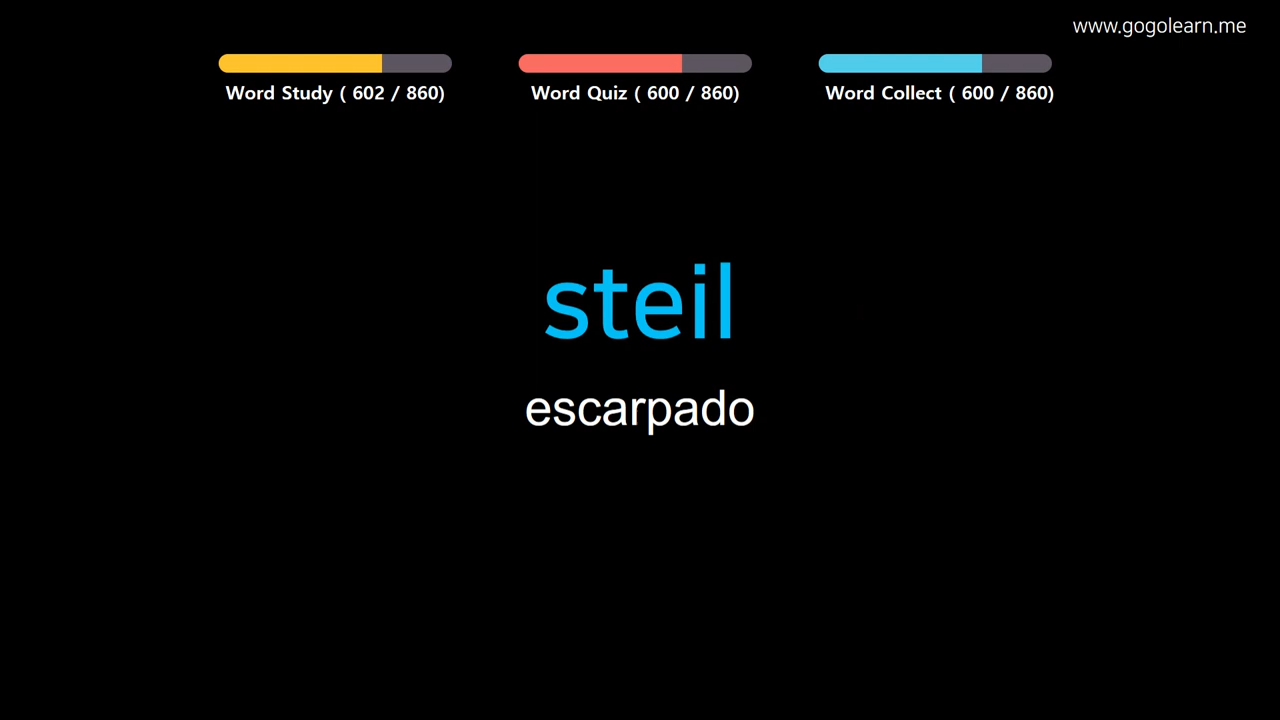 www.gogolearn.me
Word Study ( 602 / 860)
Word Quiz ( 600 / 860)
Word Collect ( 600 / 860)
steil
escarpado